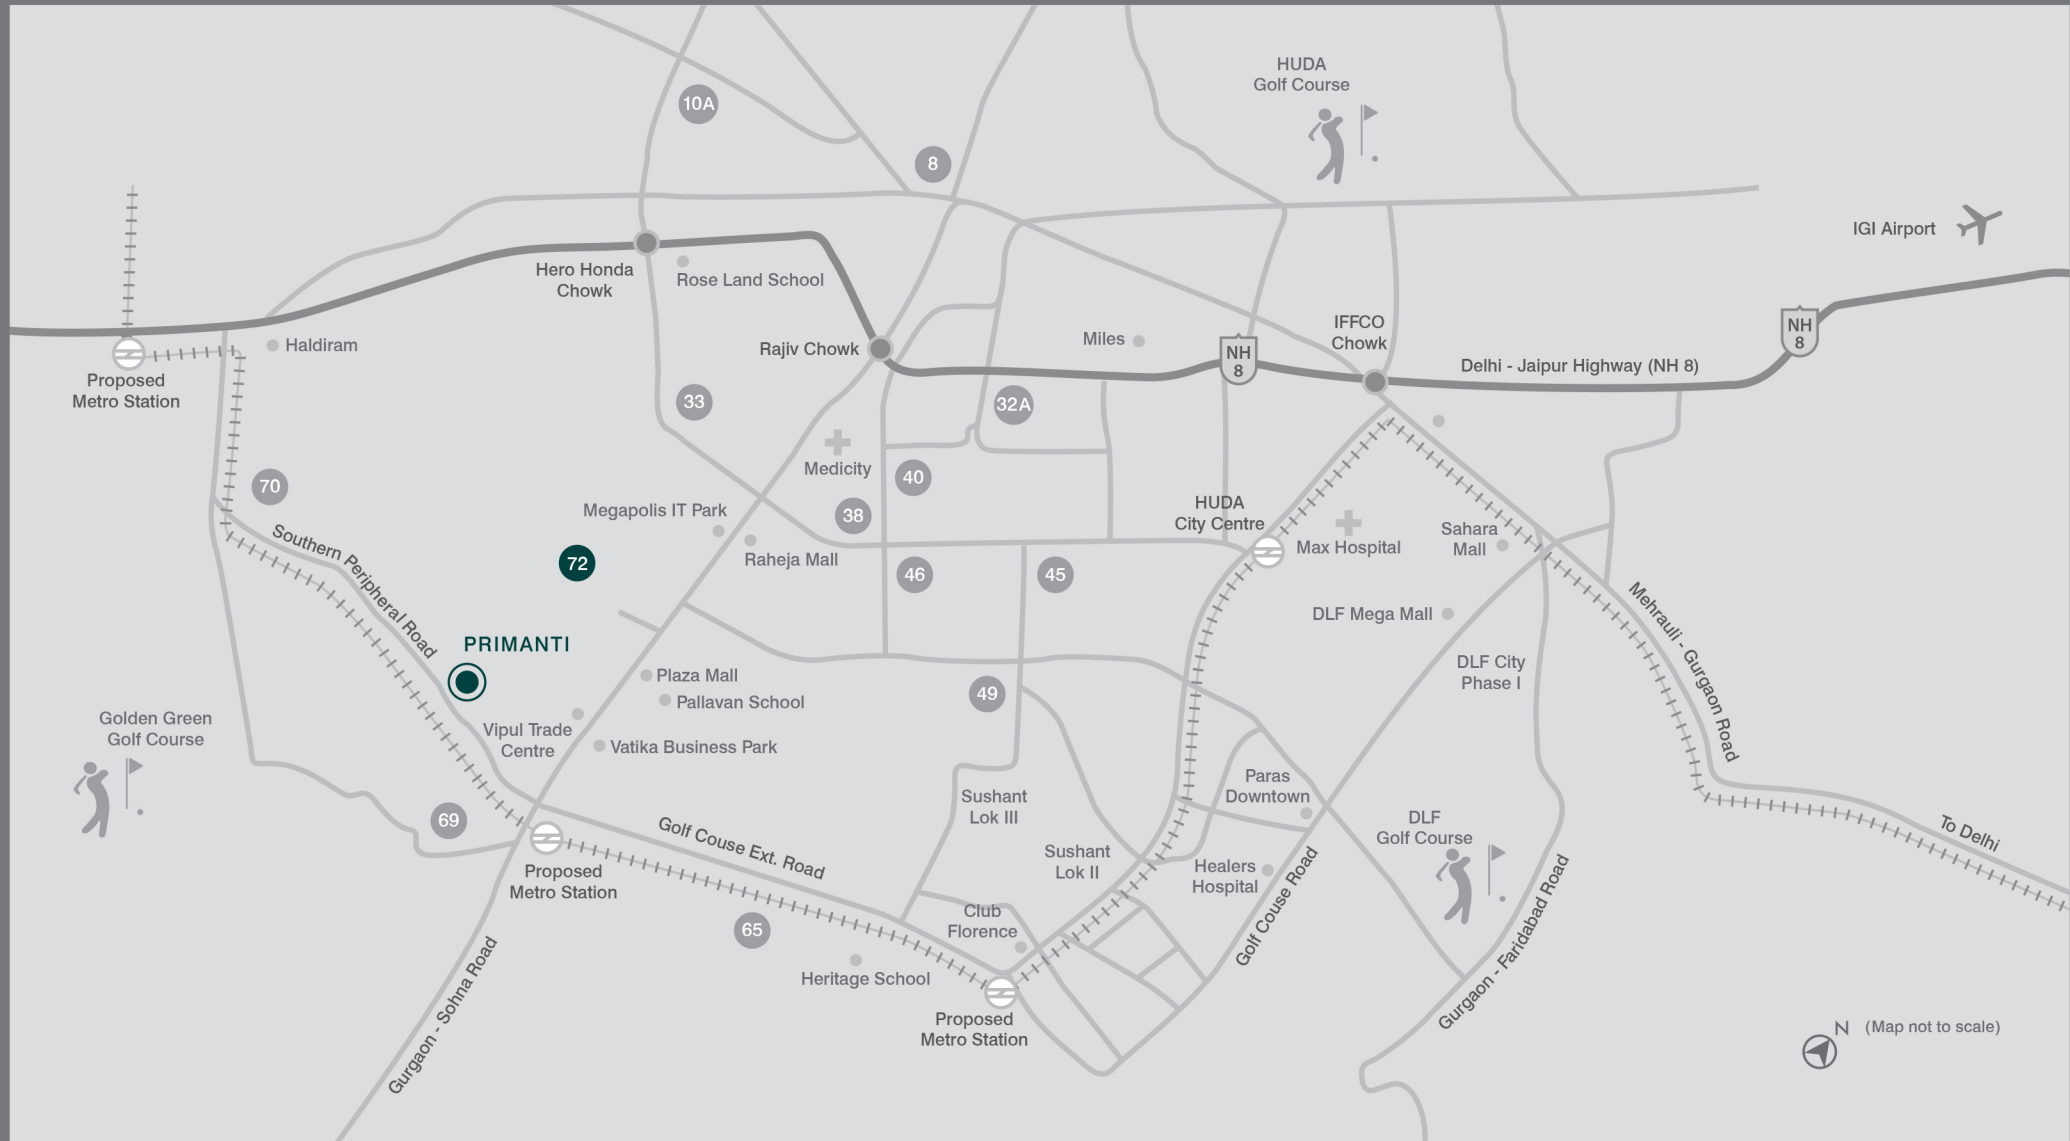 HUDA
Golf Course
10A
8
IGI Airport
Hero Honda
Chowk
Rose Land School
Haldiram
Rajiv Chowk
Miles
NH
8
IFFCO
Chowk
NH
8
Delhi - Jaipur Highway (NH 8)
Proposed
Metro Station
33
32A
Medicity
40
70
38
Megapolis IT Park
HUDA
City Centre
Max Hospital
Sahara
Mall
Southern Peripheral Road
72
Raheja Mall
46
45
DLF Mega Mall
Mehrauli - Gurgaon Road
PRIMANTI
DLF City
Phase I
Plaza Mall
Pallavan School
49
Golden Green
Golf Course
Vipul Trade
Centre
Vatika Business Park
Paras
Downtown
Sushant
Lok III
69
Golf Couse Ext. Road
DLF
Golf Course
To Delhi
Sushant
Lok II
Healers
Hospital
Proposed
Metro Station
65
Club
Florence
Golf Couse Road
Gurgaon - Faridabad Road
Heritage School
Gurgaon - Sohna Road
Proposed
Metro Station
N
(Map not to scale)